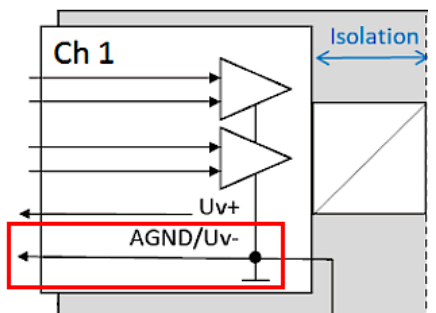 Isolation
Ch 1
Uv+
AGND/Uv-